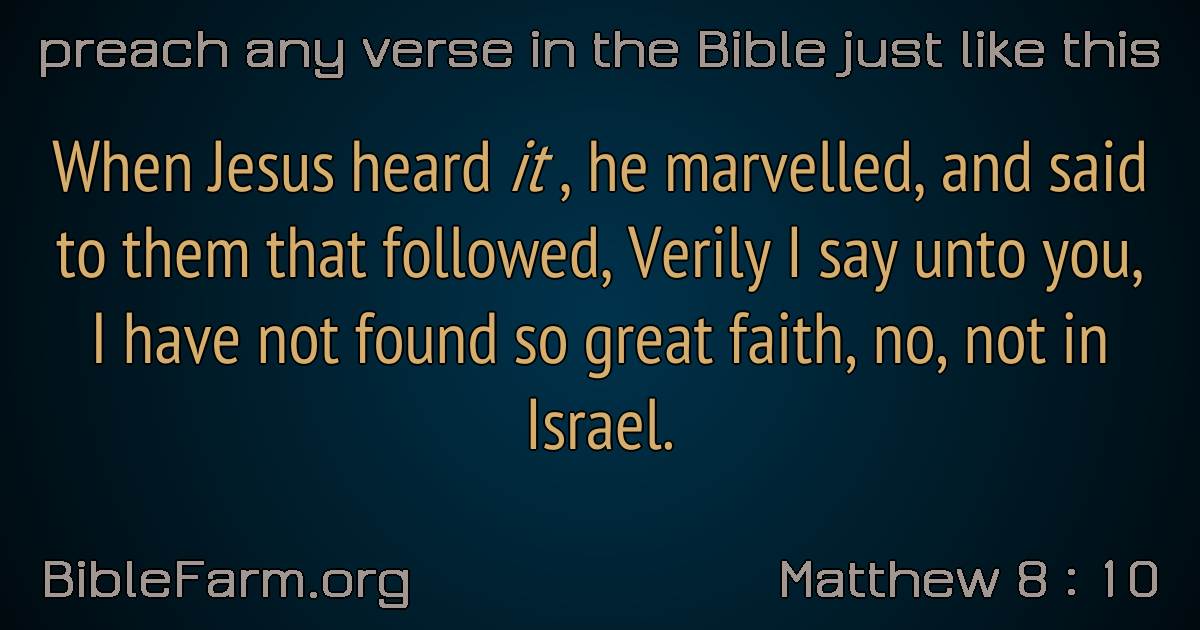 preach any verse in the Bible just like this
When Jesus heard it , he marvelled, and said
to them that followed, Verily I say unto you,
I have not found so great faith, no, not in
Israel.
BibleFarm.org
Matthew 8 : 10